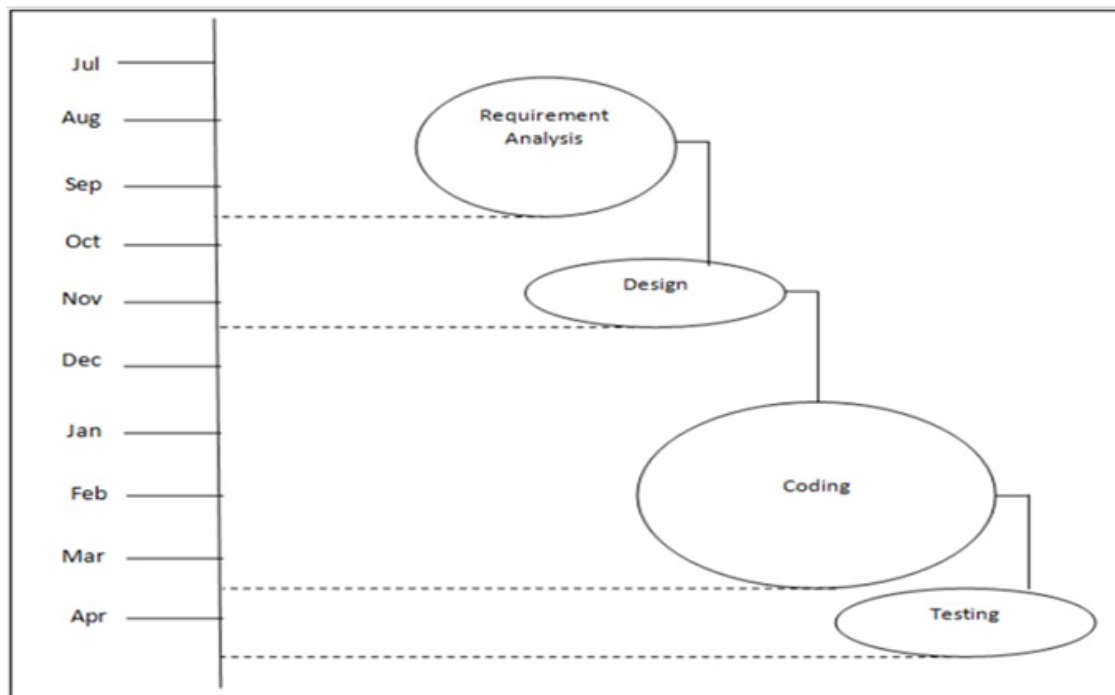 Jul
Aug
Sep
Oct
Nov
Dec
Jan
Feb
Mar
Apr
Requirement
Analysis
Design
Coding
Testing